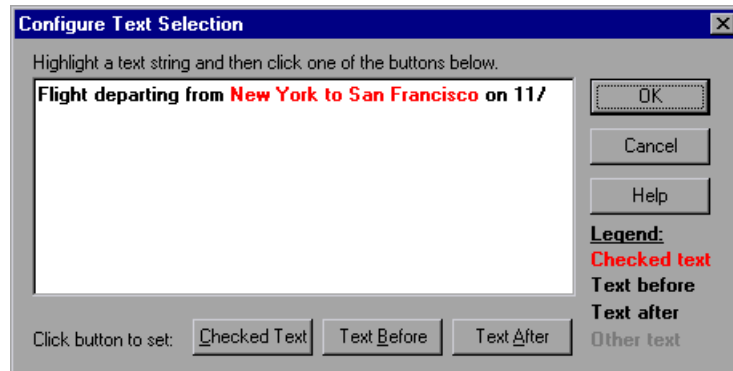 Configure Text Selection
Highlight a text string and then click one of the buttons below.
Flight departing from New York to San Francisco on 11/
OK
Cancel
Help
Legend:
Checked text
Text before
Text after
Other text
Click button to set: Checked Text Text Before Text After